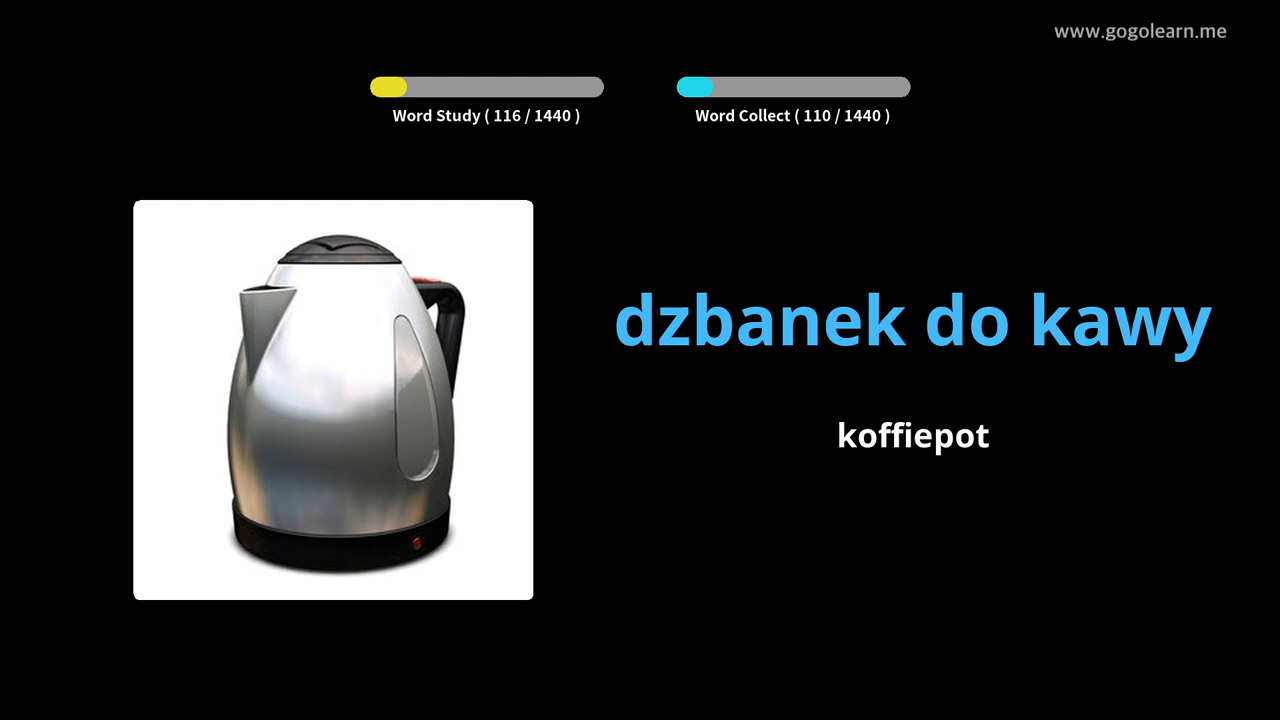 www.gogolearn.me
Word Study ( 116 / 1440 )
Word Collect ( 110 / 1440 )
dzbanek do kawy
koffiepot